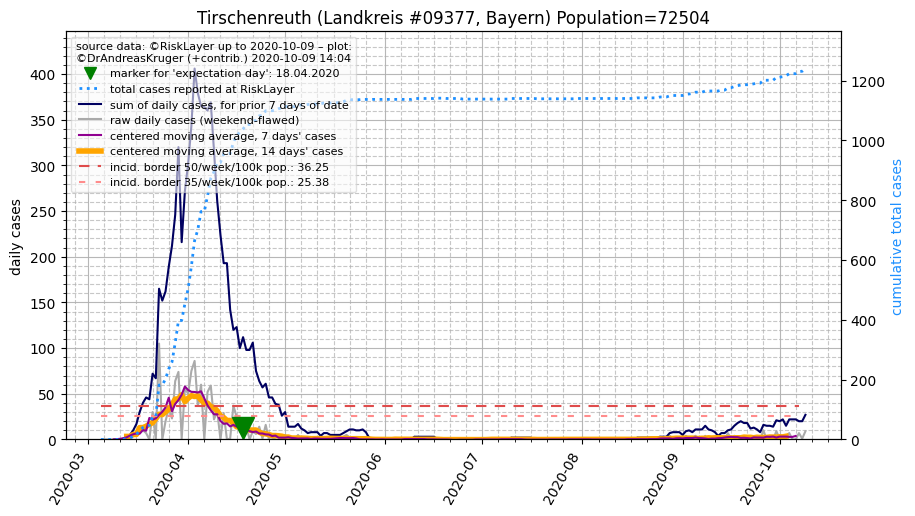 Tirschenreuth (Landkreis #09377, Bayern) Population=72504
source data: ©RiskLayer up to 2020-10-09 – plot:
©DrAndreasKruger (+contrib.) 2020-10-09 14:04
marker for 'expectation day': 18.04.2020
total cases reported at RiskLayer
sum of daily cases, for prior 7 days of date
raw daily cases (weekend-flawed)
centered moving average, 7 days' cases
centered moving average, 14 days' cases
incid. border 50/week/100k pop.: 36.25
incid. border 35/week/100k pop.: 25.38
daily cases
400
350
300
250
200
150
100
50
0
cumulative total cases
1200
1000
800
600
400
200
0
2020-03
2020-04
2020-05
2020-06
2020-07
2020-08
2020-09
2020-10